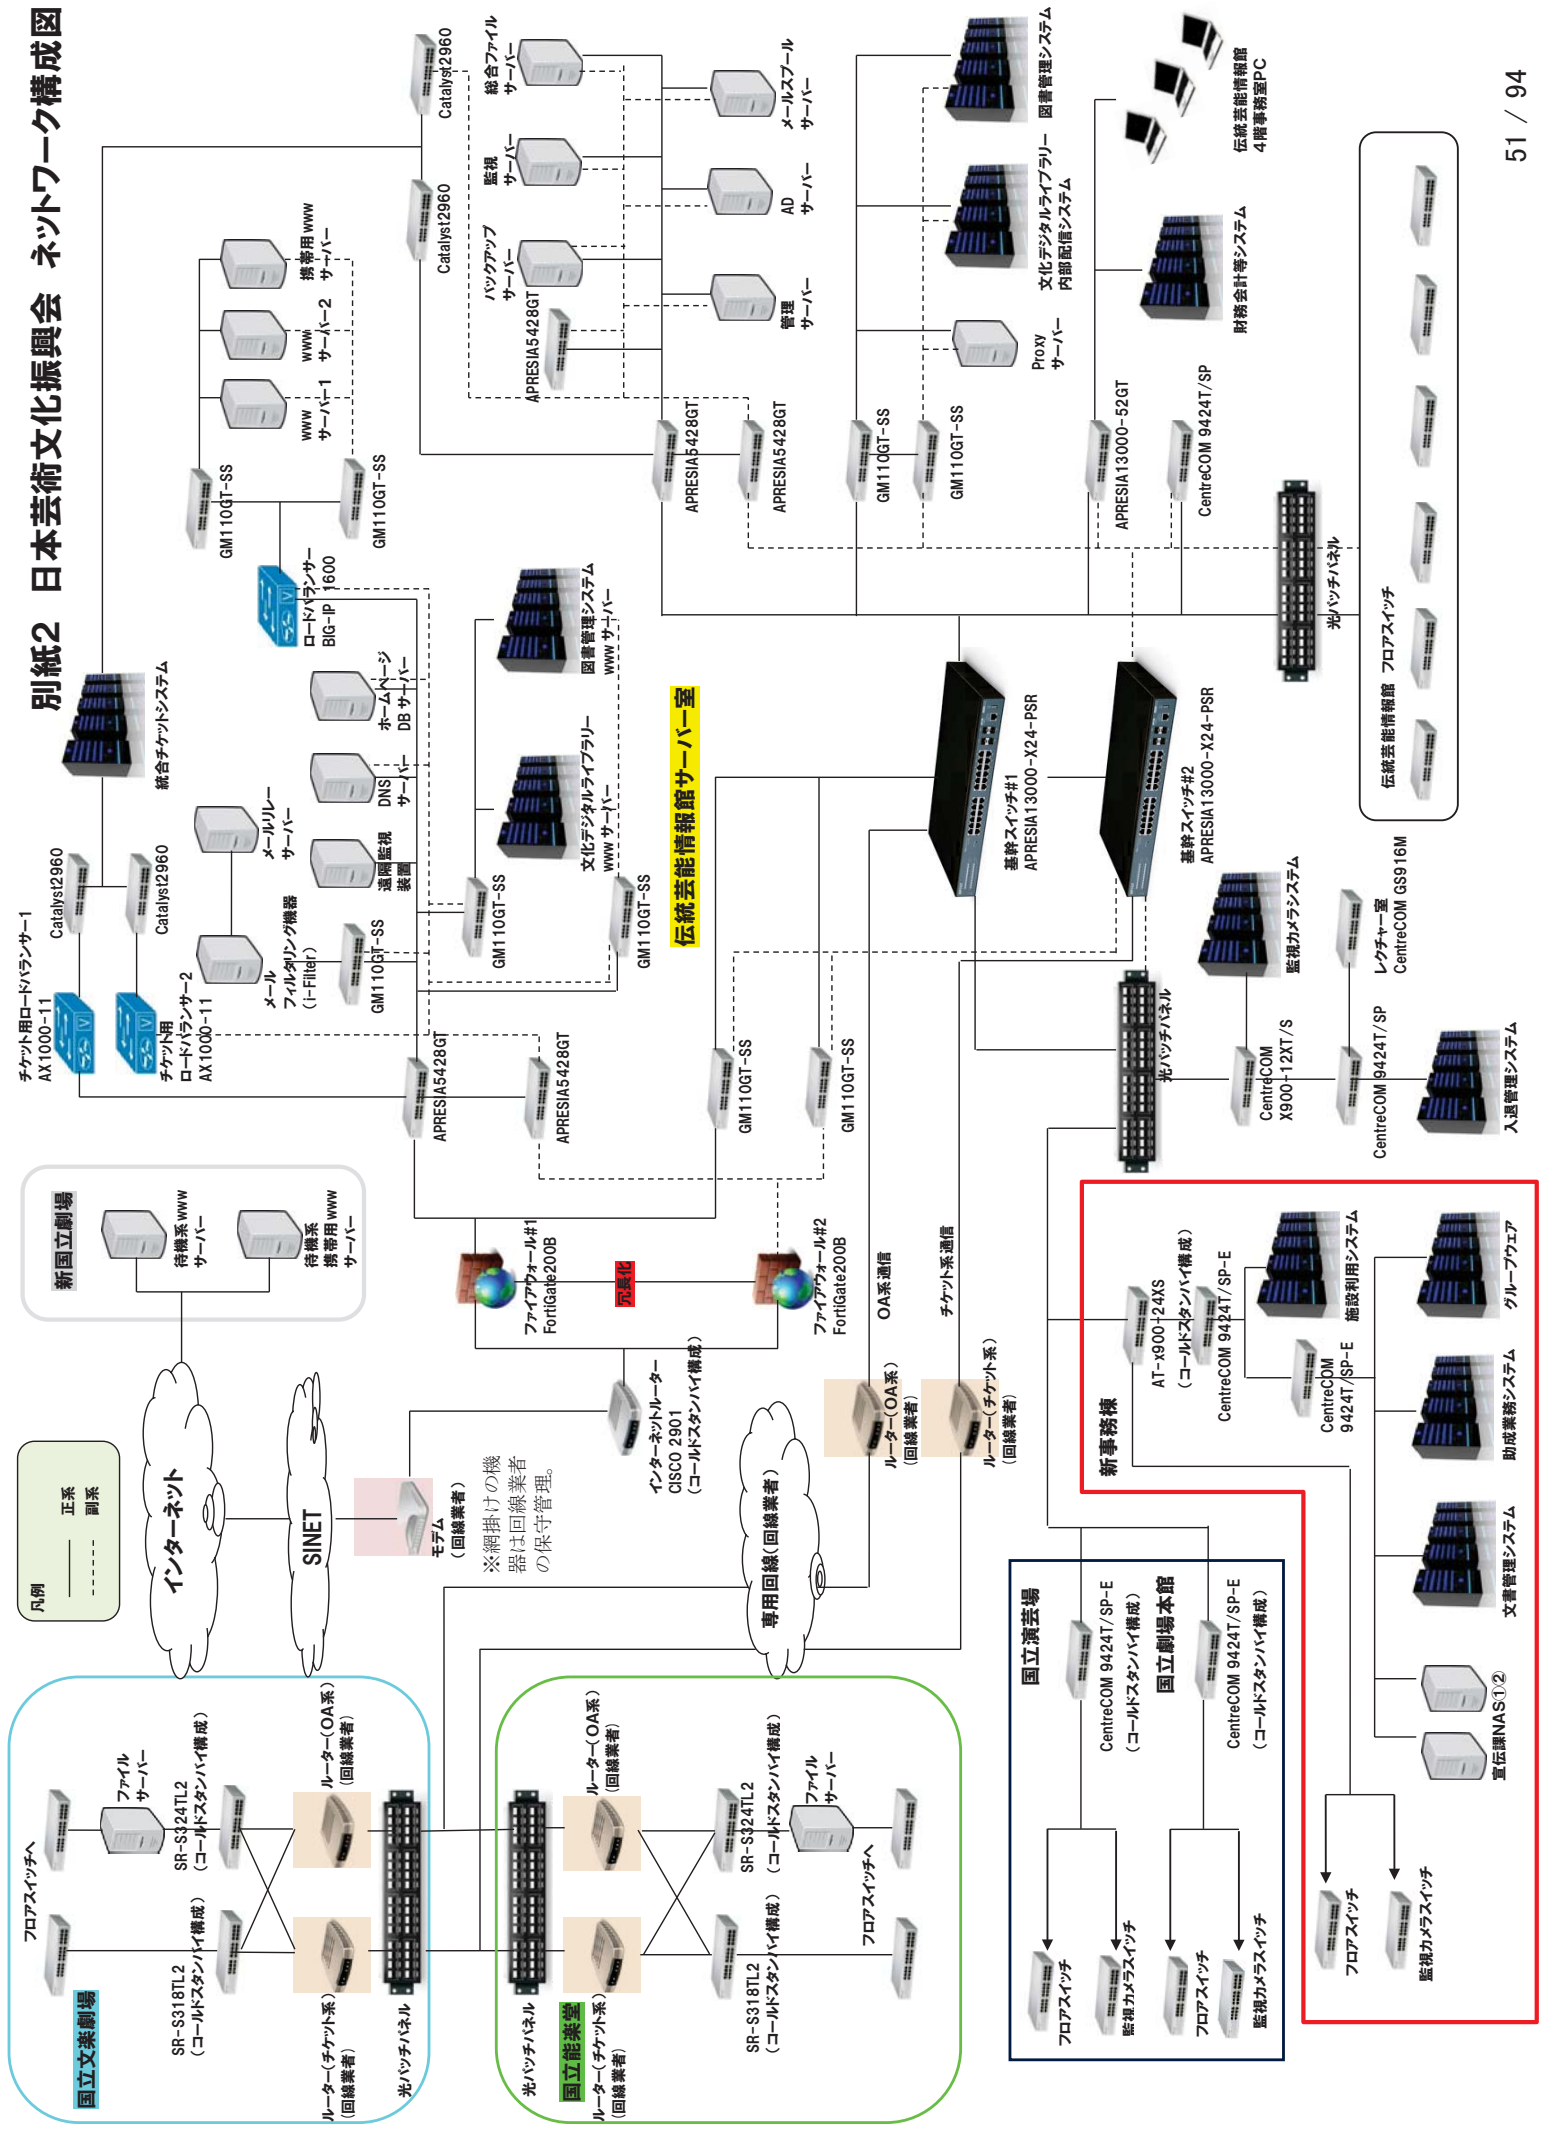 別紙2 日本芸術文化振興会 ネットワーク構成図
凡例
正系
副系
インターネット
SINET
モデム
(回線業者)
※網掛けの機
器は回線業者
の保守管理。
新国立劇場
待機系www
サーバー
待機系
携帯用www
サーバー
チケット用ロードバランサー1
AX1000-11
チケット用
ロードバランサー2
AX1000-11
Catalyst2960
Catalyst2960
統合チケットシステム
メール
フィルタリング機器
(i-Filter)
メールリレー
サーバー
GM110GT-SS
遠隔監視
装置
DNS
サーバー
ホームページ
DBサーバー
ロードバランサー
BIG-IP 1600
GM110GT-SS
GM110GT-SS
www
サーバー1
www
サーバー2
携帯用www
サーバー
Catalyst2960
Catalyst2960
APRESIA5428GT
APRESIA5428GT
GM110GT-SS
GM110GT-SS
文化デジタルライブラリー
www サーバー
図書管理システム
www サーバー
伝統芸能情報館サーバー室
APRESIA5428GT
バックアップ
サーバー
監視
サーバー
総合ファイル
サーバー
管理
サーバー
AD
サーバー
メールスプール
サーバー
APRESIA5428GT
APRESIA5428GT
GM110GT-SS
GM110GT-SS
Proxy
サーバー
文化デジタルライブラリー
内部配信システム
図書管理システム
APRESIA13000-52GT
CentreCOM 9424T/SP
財務会計等システム
伝統芸能情報館
4階事務室PC
ファイアウォール#1
FortiGate200B
冗長化
ファイアウォール#2
FortiGate200B
インターネットルーター
CISCO 2901
(コールドスタンバイ構成)
GM110GT-SS
GM110GT-SS
OA系通信
チケット系通信
ルーター(OA系)
(回線業者)
ルーター(チケット系)
(回線業者)
専用回線(回線業者)
基幹スイッチ#1
APRESIA13000-X24-PSR
基幹スイッチ#2
APRESIA13000-X24-PSR
光パッチパネル
伝統芸能情報館 フロアスイッチ
光パッチパネル
CentreCOM
X900-12XT/S
監視カメラシステム
CentreCOM 9424T/SP
レクチャー室
CentreCOM GS916M
入退管理システム
国立文楽劇場
フロアスイッチへ
ファイル
サーバー
SR-S324TL2
(コールドスタンバイ構成)
SR-S318TL2
(コールドスタンバイ構成)
ルーター(OA系)
(回線業者)
ルーター(チケット系)
(回線業者)
光パッチパネル
国立能楽堂
光パッチパネル
ルーター(OA系)
(回線業者)
ルーター(チケット系)
(回線業者)
SR-S324TL2
(コールドスタンバイ構成)
SR-S318TL2
(コールドスタンバイ構成)
ファイル
サーバー
フロアスイッチへ
国立演芸場
CentreCOM 9424T/SP-E
(コールドスタンバイ構成)
フロアスイッチ
監視カメラスイッチ
国立劇場本館
CentreCOM 9424T/SP-E
(コールドスタンバイ構成)
フロアスイッチ
監視カメラスイッチ
新事務棟
AT-x900-24XS
(コールドスタンバイ構成)
CentreCOM 9424T/SP-E
施設利用システム
CentreCOM
9424T/SP-E
グループウェア
助成業務システム
文書管理システム
宣伝課NAS①②
フロアスイッチ
監視カメラスイッチ
51 / 94